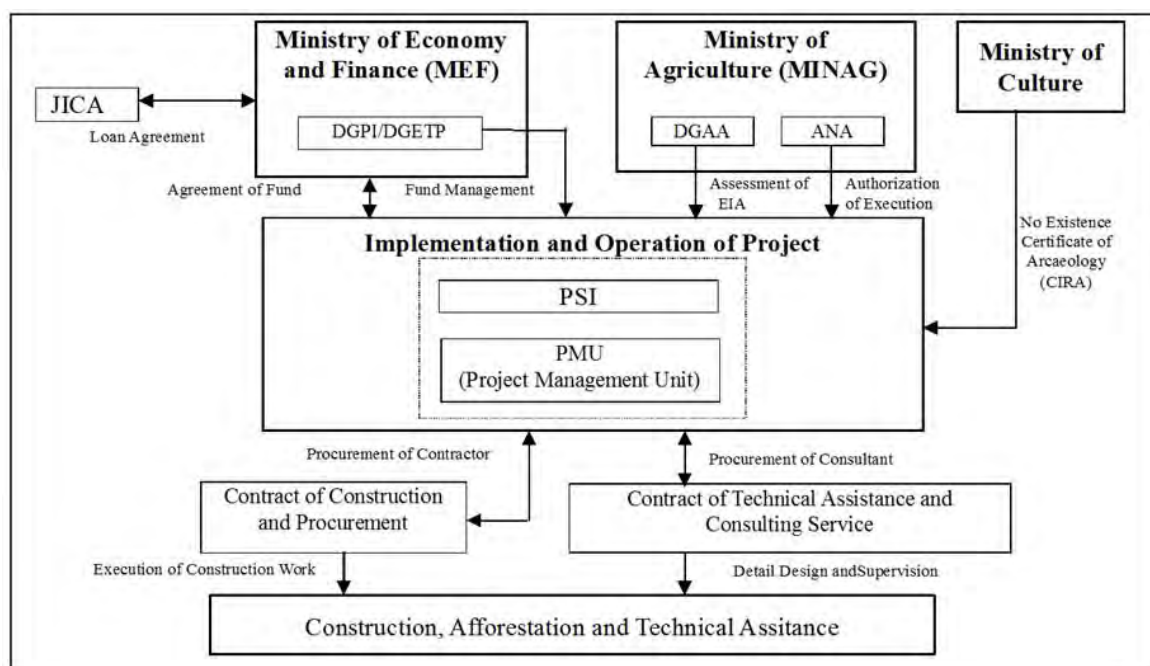 Ministry of Economy
and Finance (MEF)
Ministry of
Agriculture (MINAG)
Ministry of
Culture
JICA
Loan Agreement
DGPI/DGETP
DGAA
ANA
Agreement of Fund
Fund Management
Assessment of
EIA
Authorization
of Execution
No Existence
Certificate of
Arcaeology
(CIRA)
Implementation and Operation of Project
PSI
PMU
(Project Management Unit)
Procurement of Contractor
Procurement of Consultant
Contract of Construction
and Procurement
Contract of Technical Assistance and
Consulting Service
Execution of Construction Work
Detail Design andSupervision
Construction, Afforestation and Technical Assitance